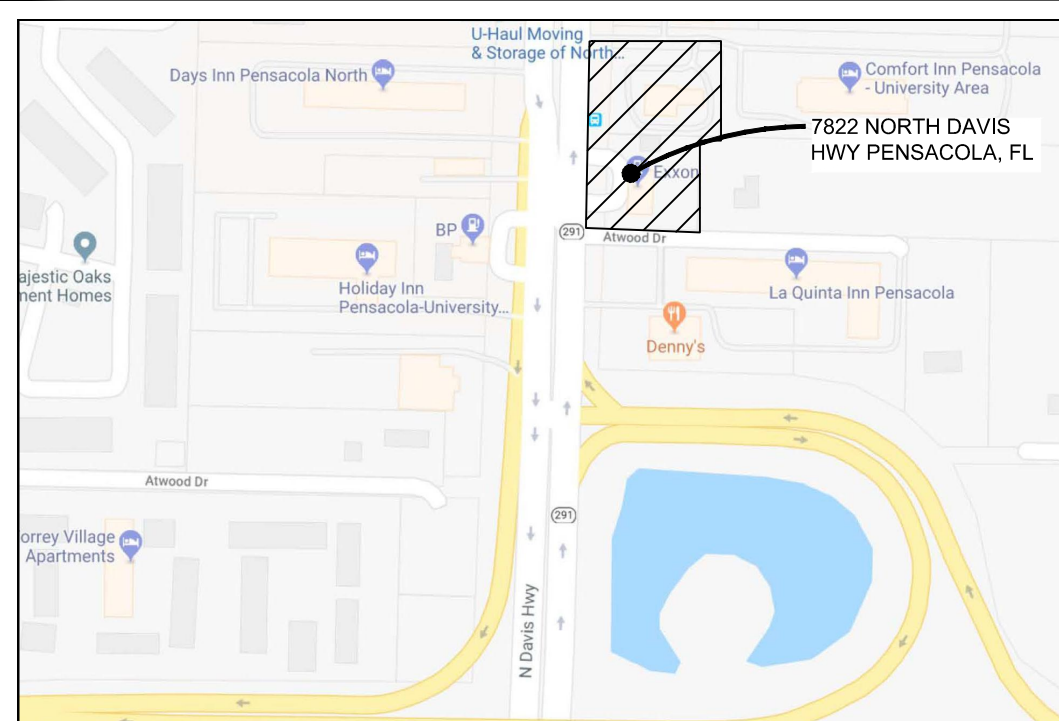 U-Haul Moving
& Storage of North...
Days Inn Pensacola North
Comfort Inn Pensacola
- University Area
7822 NORTH DAVIS
HWY PENSACOLA, FL
Exxon
BP
291
Atwood Dr
ajestic Oaks
nent Homes
Holiday Inn
Pensacola-University...
La Quinta Inn Pensacola
Denny's
Atwood Dr
291
orrey Village
Apartments
N Davis Hwy